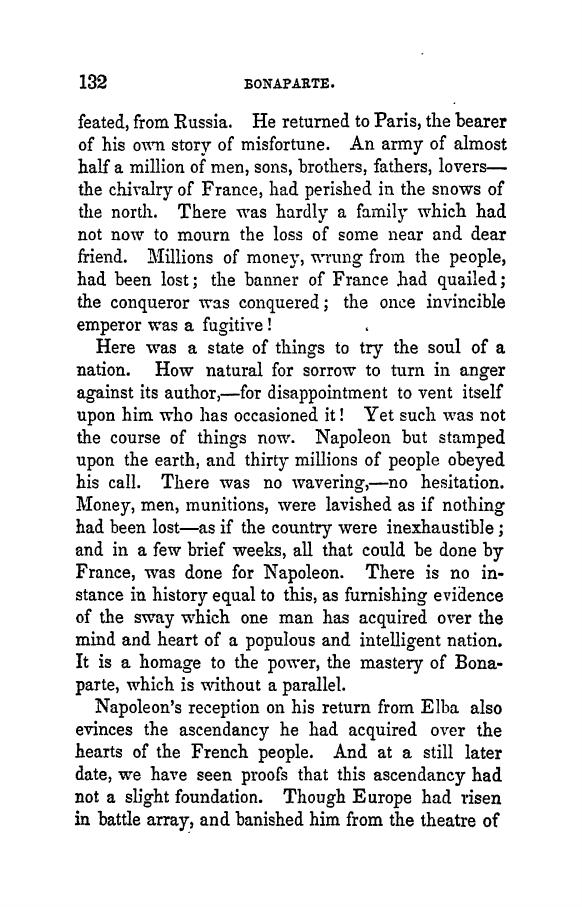 132 BONAPARTE.
feated, from Russia. He returned to Paris, the bearer
of his own story of misfortune. An army of almost
half a million of men, sons, brothers, fathers, lovers—
the chivalry of France, had perished in the snows of
the north. There was hardly a family which had
not now to mourn the loss of some near and dear
friend. Millions of money, wrung from the people,
had been lost; the banner of France had quailed;
the conqueror was conquered; the once invincible
emperor was a fugitive!
Here was a state of things to try the soul of a
nation. How natural for sorrow to turn in anger
against its author,—for disappointment to vent itself
upon him who has occasioned it! Yet such was not
the course of things now. Napoleon but stamped
upon the earth, and thirty millions of people obeyed
his call. There was no wavering,—no hesitation.
Money, men, munitions, were lavished as if nothing
had been lost—as if the country were inexhaustible;
and in a few brief weeks, all that could be done by
France, was done for Napoleon. There is no in-
stance in history equal to this, as furnishing evidence
of the sway which one man has acquired over the
mind and heart of a populous and intelligent nation.
It is a homage to the power, the mastery of Bona-
parte, which is without a parallel.
Napoleon's reception on his return from Elba also
evinces the ascendancy he had acquired over the
hearts of the French people. And at a still later
date, we have seen proofs that this ascendancy had
not a slight foundation. Though Europe had risen
in battle array, and banished him from the theatre of